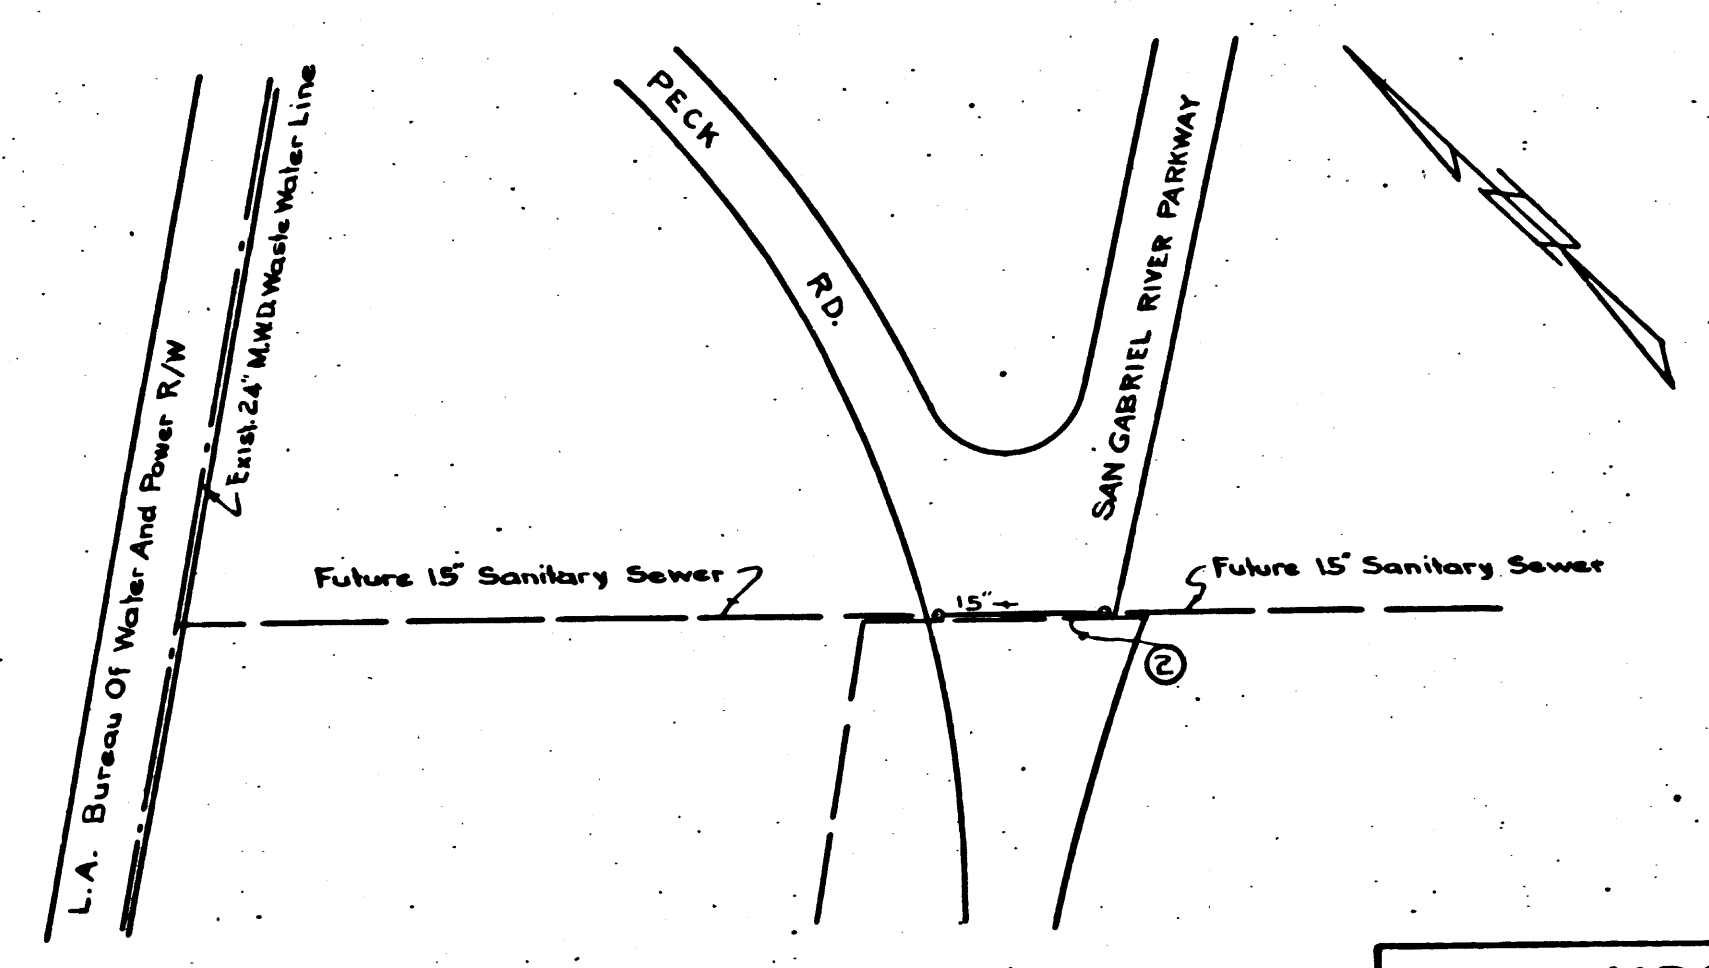 L.A. Bureau Of Water And Power R/W
Exist. 24" M.W.D. Waste Water Line
PECK
RD.
SAN GABRIEL RIVER PARKWAY
Future 15" Sanitary Sewer
15"
Future 15" Sanitary Sewer
2